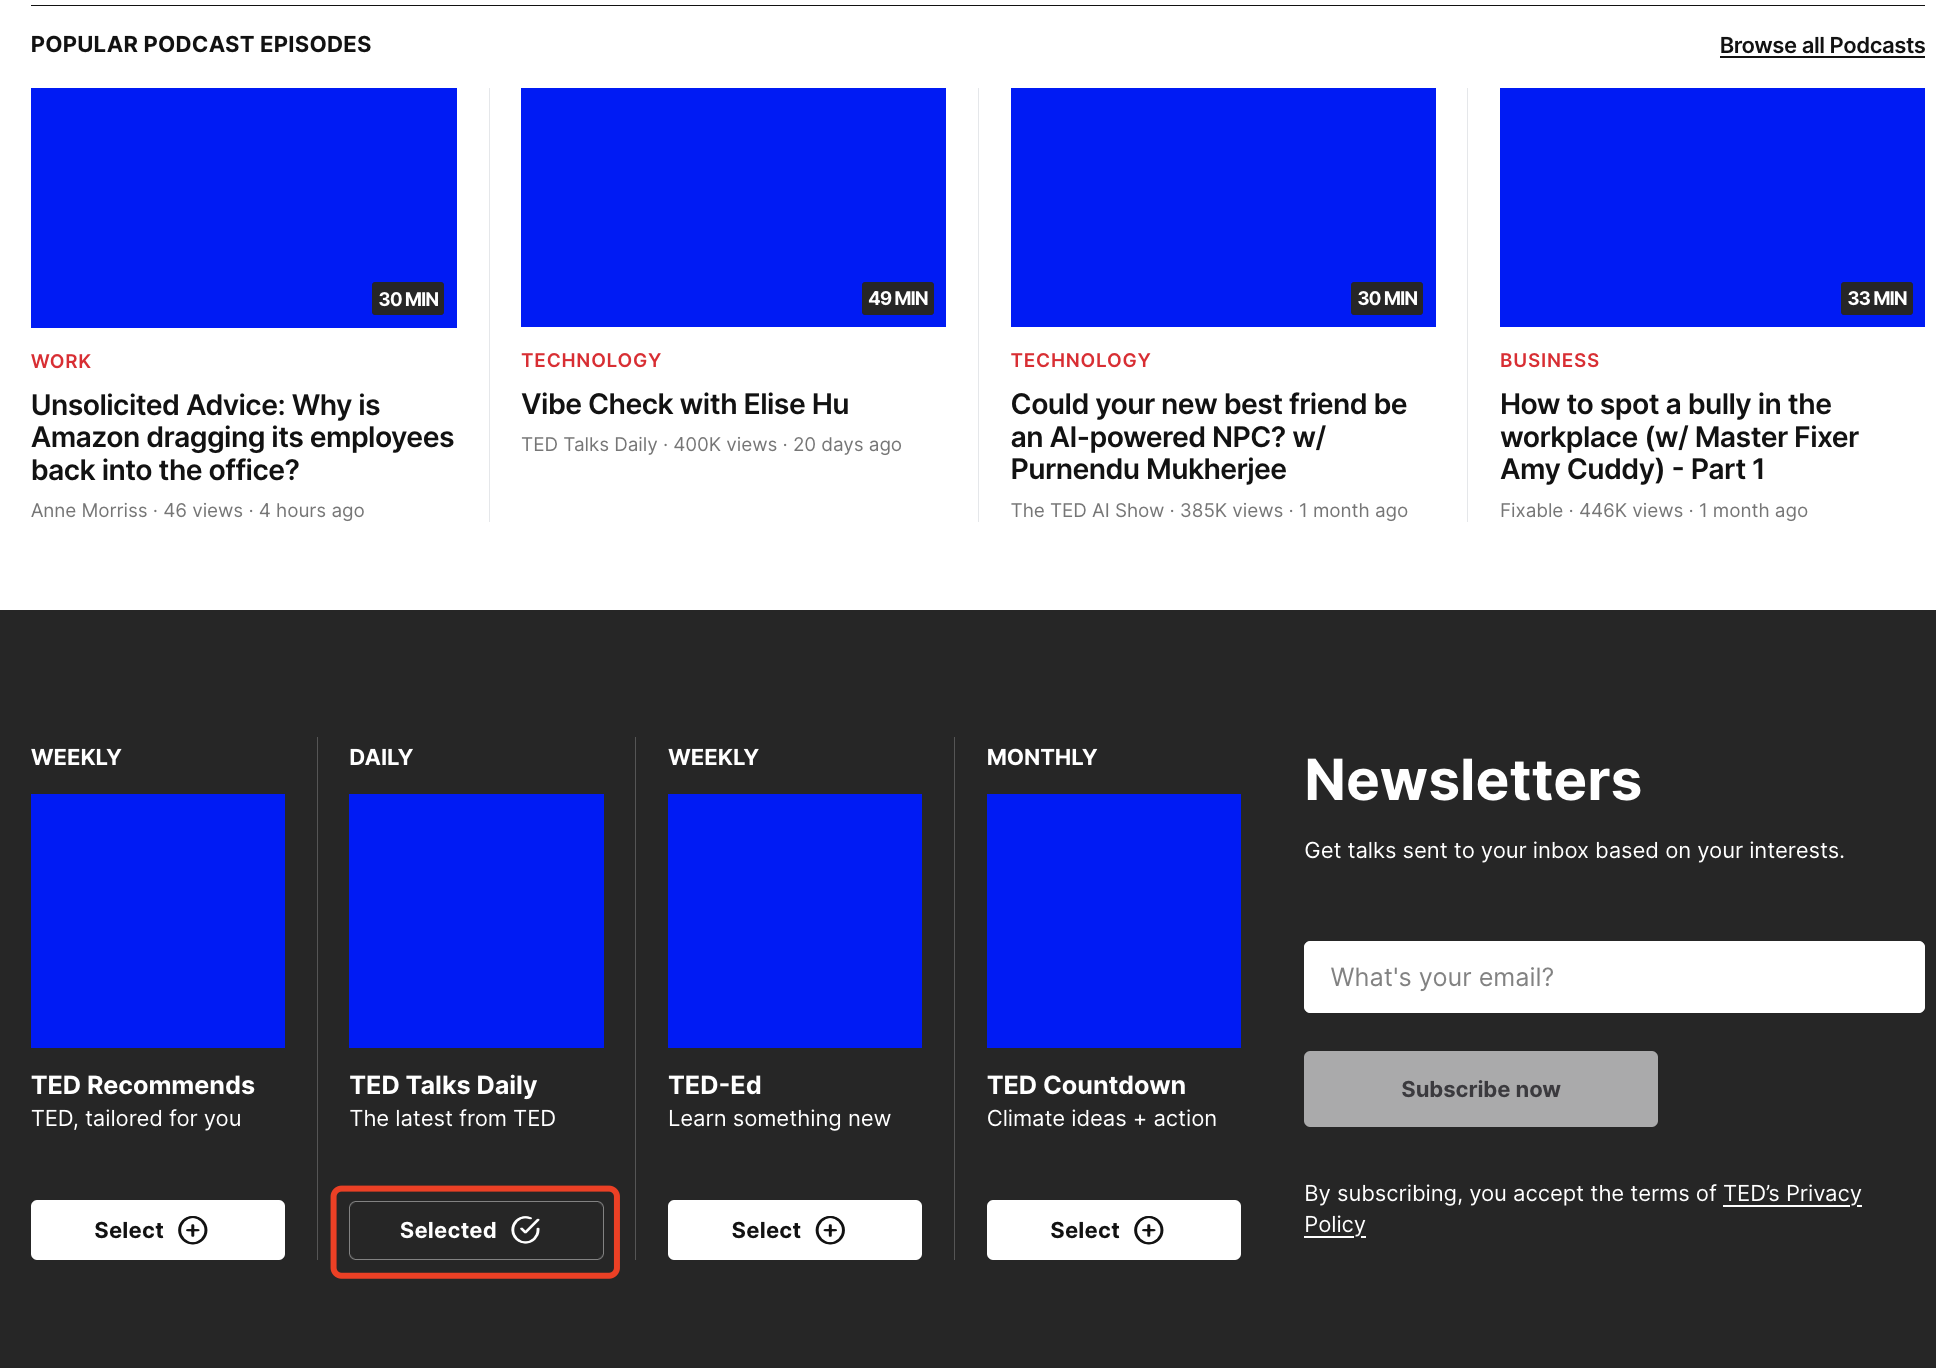 POPULAR PODCAST EPISODES
Browse all Podcasts
30 MIN
WORK
Unsolicited Advice: Why is
Amazon dragging its employees
back into the office?
Anne Morriss · 46 views · 4 hours ago
49 MIN
TECHNOLOGY
Vibe Check with Elise Hu
TED Talks Daily · 400K views · 20 days ago
30 MIN
TECHNOLOGY
Could your new best friend be
an AI-powered NPC? w/
Purnendu Mukherjee
The TED AI Show · 385K views · 1 month ago
33 MIN
BUSINESS
How to spot a bully in the
workplace (w/ Master Fixer
Amy Cuddy) - Part 1
Fixable · 446K views · 1 month ago
WEEKLY
TED Recommends
TED, tailored for you
Select
DAILY
TED Talks Daily
The latest from TED
Selected
WEEKLY
TED-Ed
Learn something new
Select
MONTHLY
TED Countdown
Climate ideas + action
Select
Newsletters
Get talks sent to your inbox based on your interests.
What's your email?
Subscribe now
By subscribing, you accept the terms of TED’s Privacy
Policy